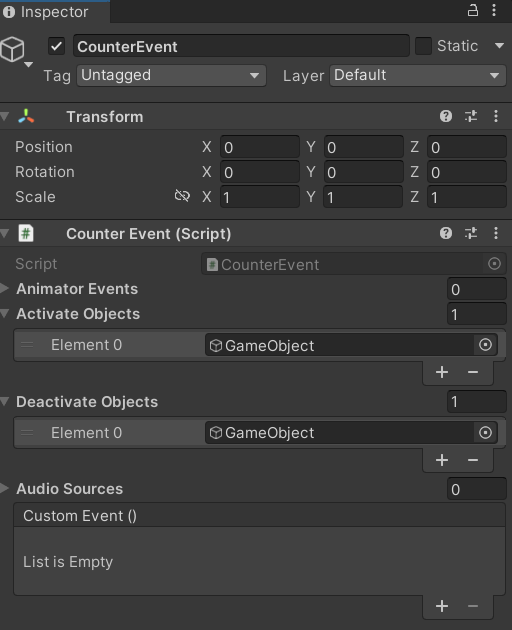 Inspector
CounterEvent Static
Tag Untagged Layer Default
Transform
Position X 0 Y 0 Z 0
Rotation X 0 Y 0 Z 0
Scale X 1 Y 1 Z 1
# Counter Event (Script)
Script # CounterEvent
Animator Events 0
Activate Objects 1
Element 0 GameObject
+ −
Deactivate Objects 1
Element 0 GameObject
+ −
Audio Sources 0
Custom Event ()
List is Empty
+ −